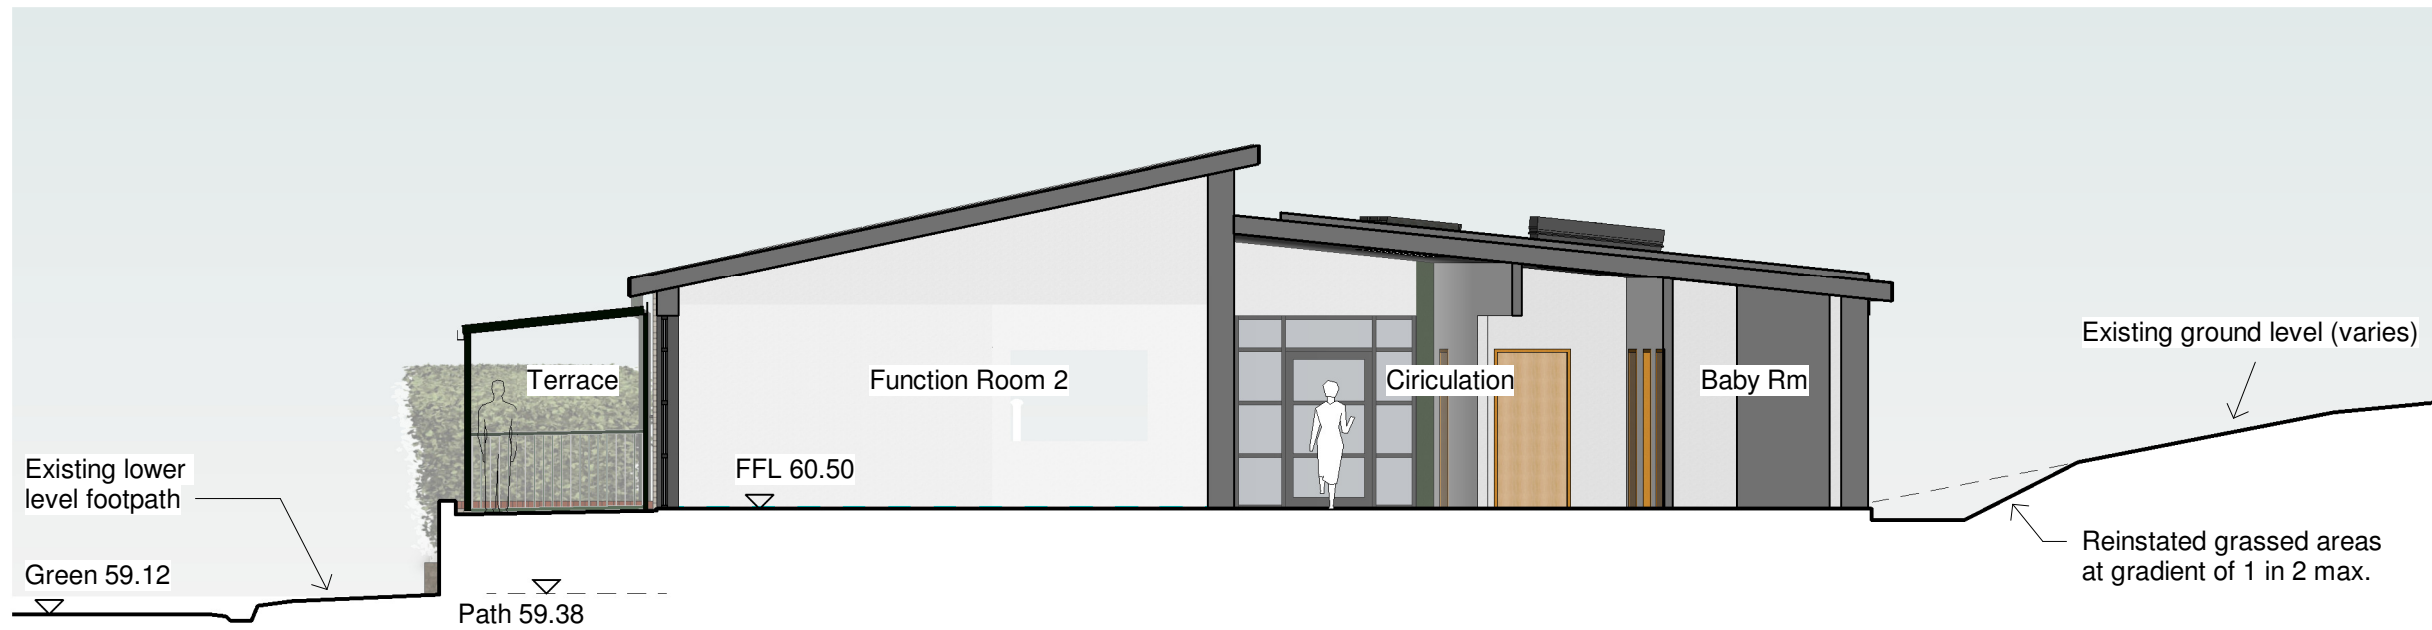 Existing ground level (varies)
Terrace
Function Room 2
Ciriculation
Baby Rm
Existing lower
level footpath
FFL 60.50
Reinstated grassed areas
at gradient of 1 in 2 max.
Green 59.12
Path 59.38